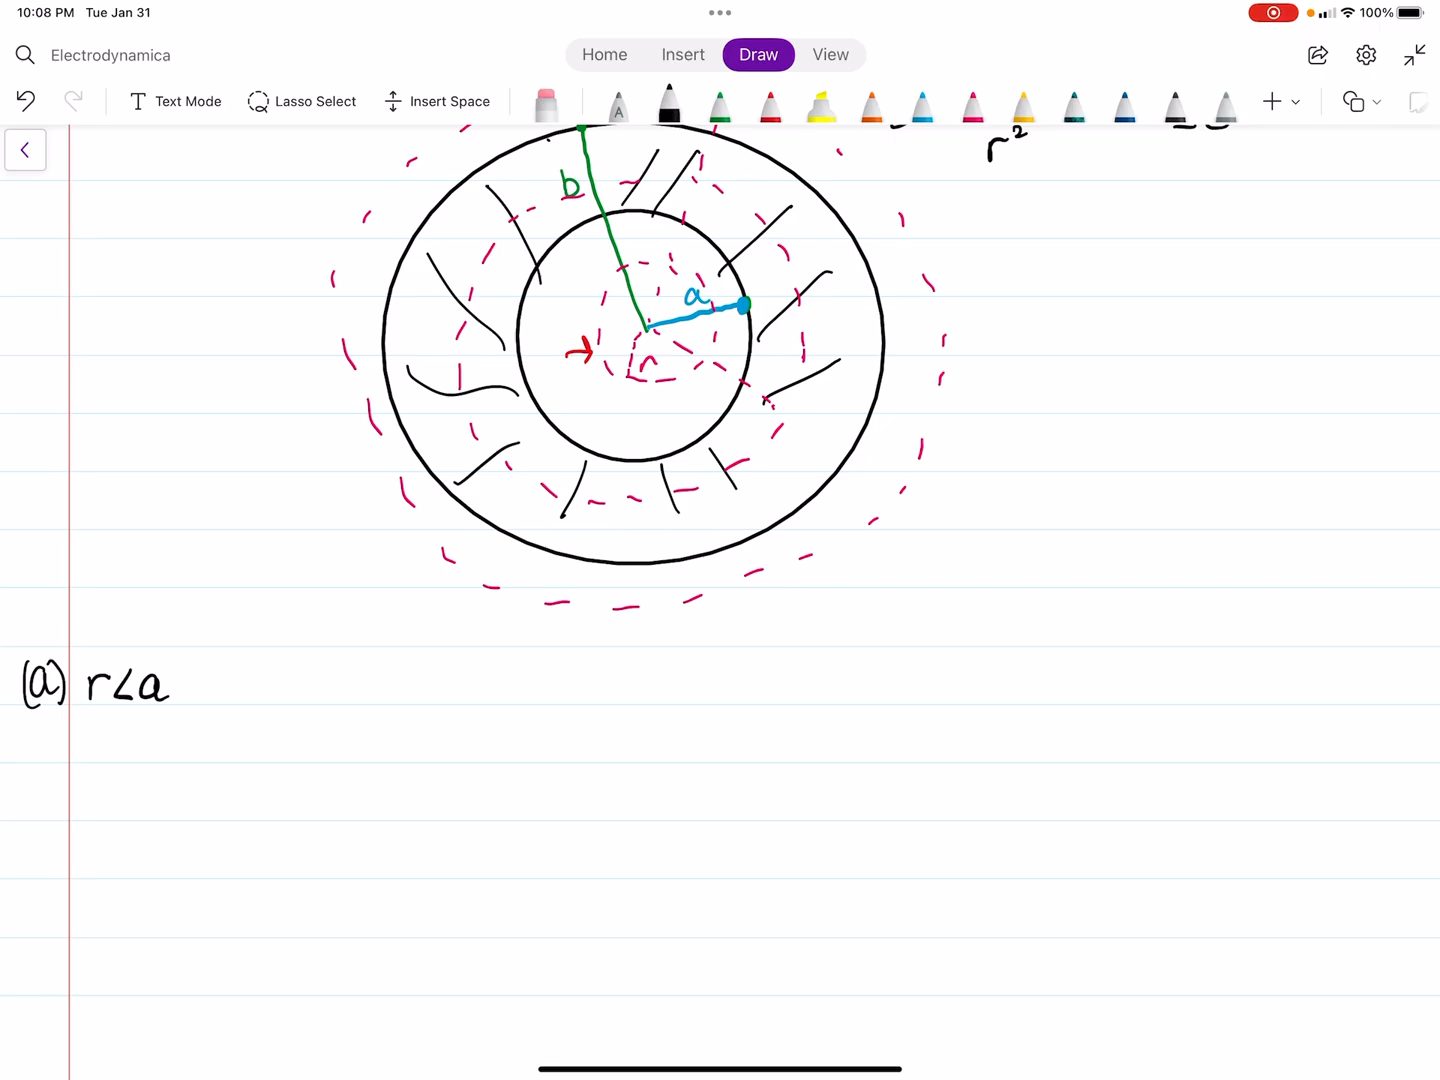 10:08 PM Tue Jan 31
100%
Electrodynamica
Home Insert Draw View
Text Mode Lasso Select Insert Space
A
r²
b
a
r
(a) r<a